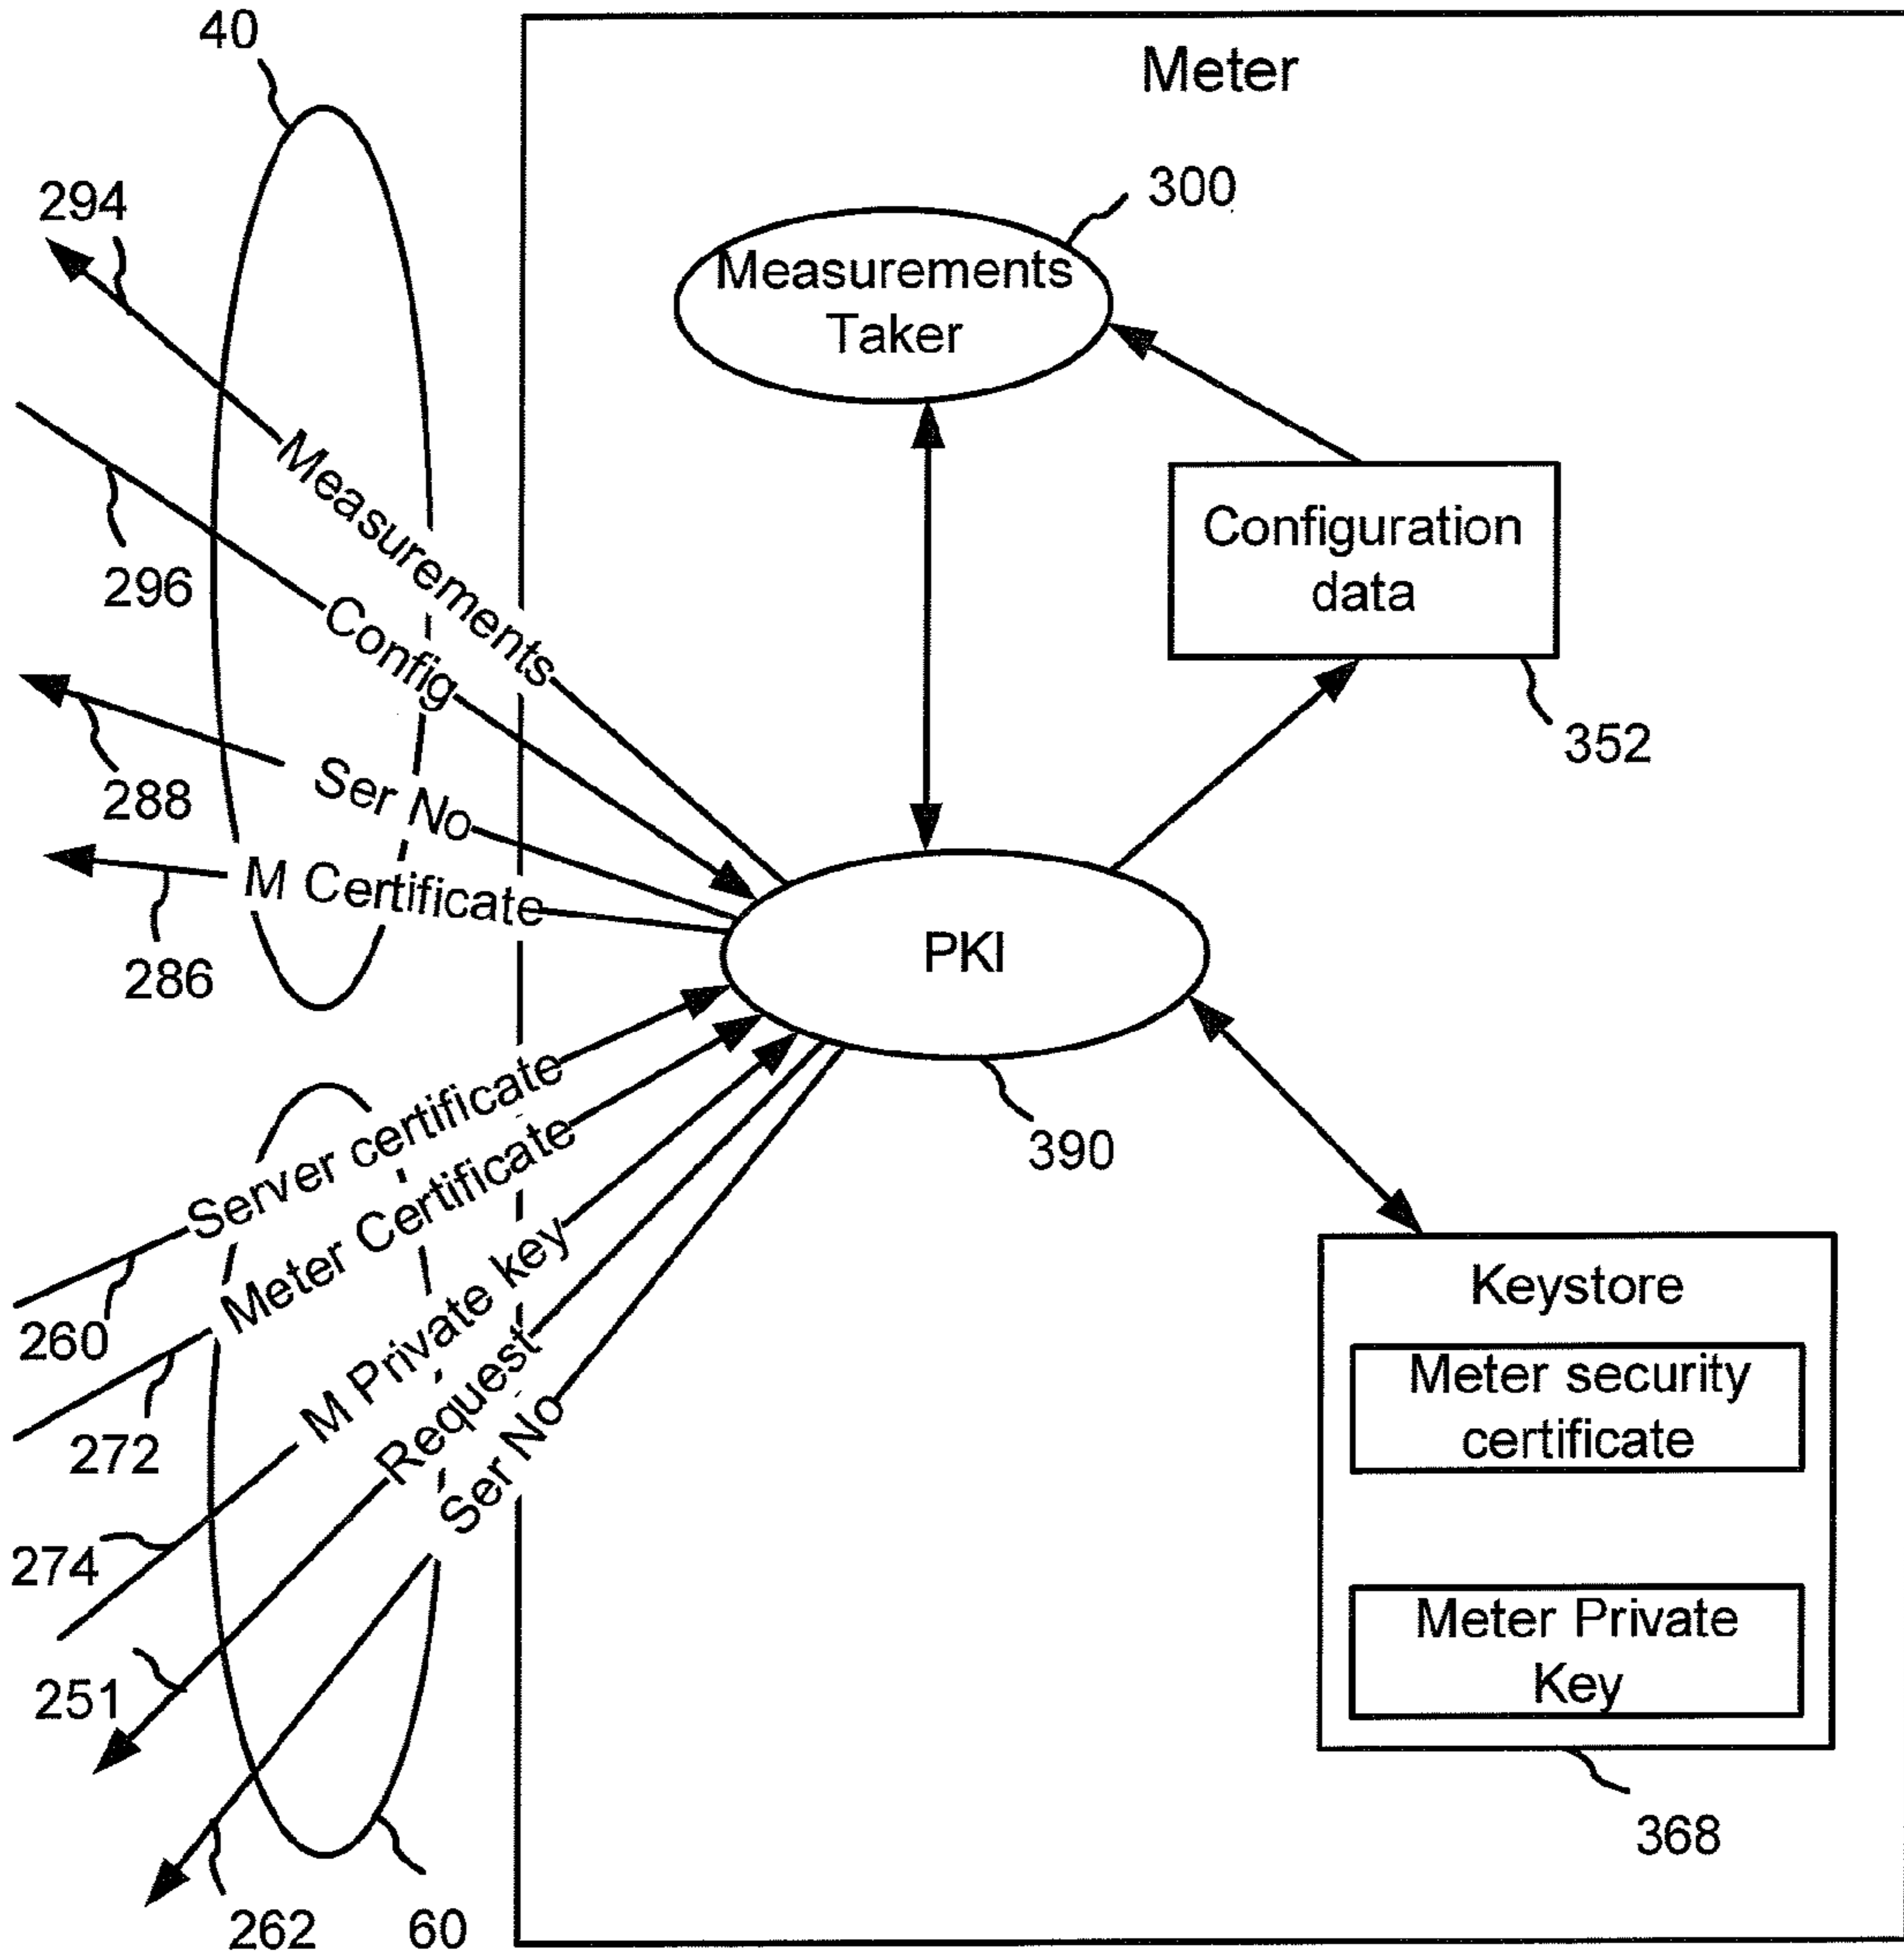 40
Meter
294
300
Measurements
Taker
Measurements
296
Config
Configuration
data
352
288
Ser No
M Certificate
286
PKI
390
Server certificate
260
Meter Certificate
272
M Private key
274
Request
251
Ser No
262
60
Keystore
Meter security
certificate
Meter Private
Key
368